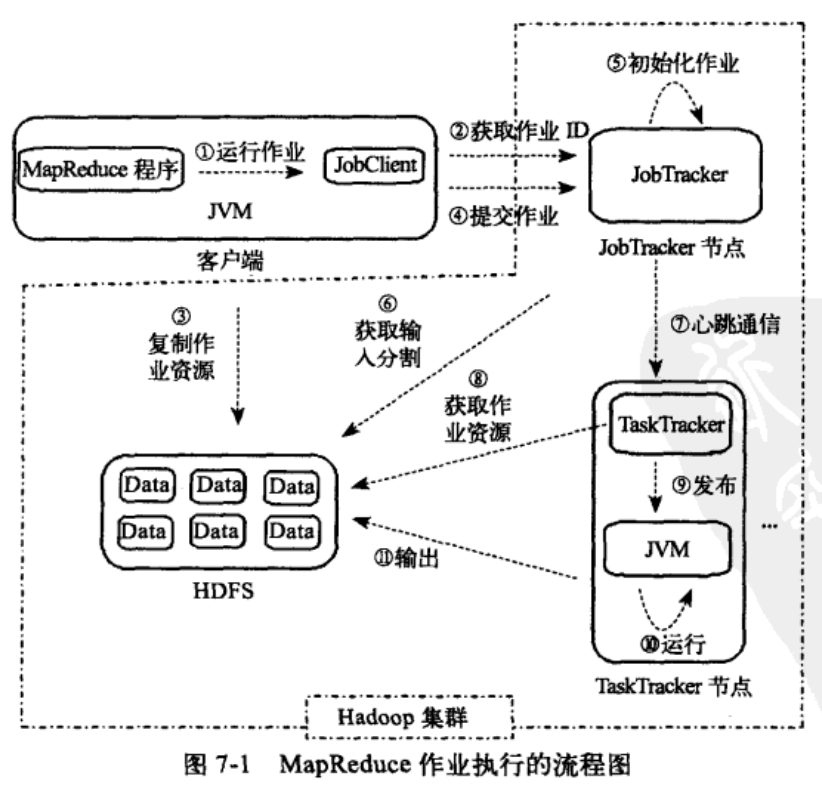 ⑤初始化作业
②获取作业 ID
MapReduce 程序
①运行作业
JobClient
JobTracker
JVM
④提交作业
客户端
JobTracker 节点
③
复制作
业资源
⑥
获取输
入分割
⑦心跳通信
⑧
获取作
业资源
TaskTracker
Data Data Data
⑨发布
Data Data Data
JVM
...
⑪输出
HDFS
⑩运行
TaskTracker 节点
Hadoop 集群
图 7-1 MapReduce 作业执行的流程图